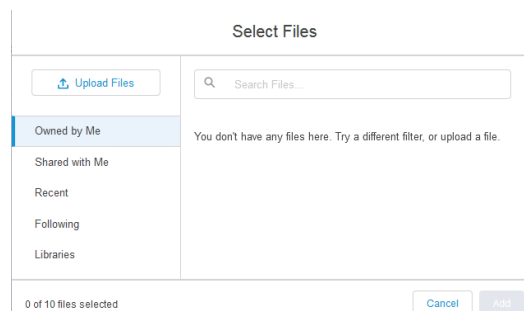 Select Files
Upload Files
Search Files...
Owned by Me
You don't have any files here. Try a different filter, or upload a file.
Shared with Me
Recent
Following
Libraries
0 of 10 files selected
Cancel
Add